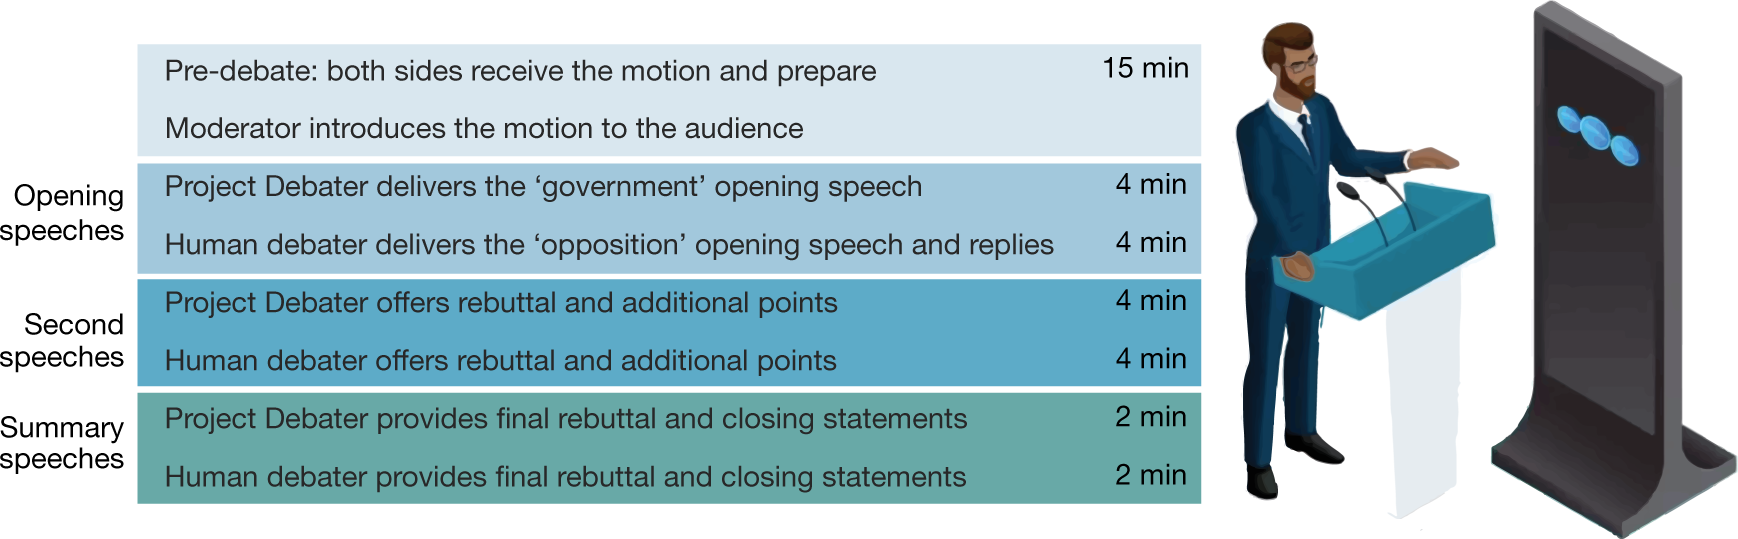 Pre-debate: both sides receive the motion and prepare 15 min
Moderator introduces the motion to the audience
Opening speeches
Project Debater delivers the ‘government’ opening speech 4 min
Human debater delivers the ‘opposition’ opening speech and replies 4 min
Second speeches
Project Debater offers rebuttal and additional points 4 min
Human debater offers rebuttal and additional points 4 min
Summary speeches
Project Debater provides final rebuttal and closing statements 2 min
Human debater provides final rebuttal and closing statements 2 min